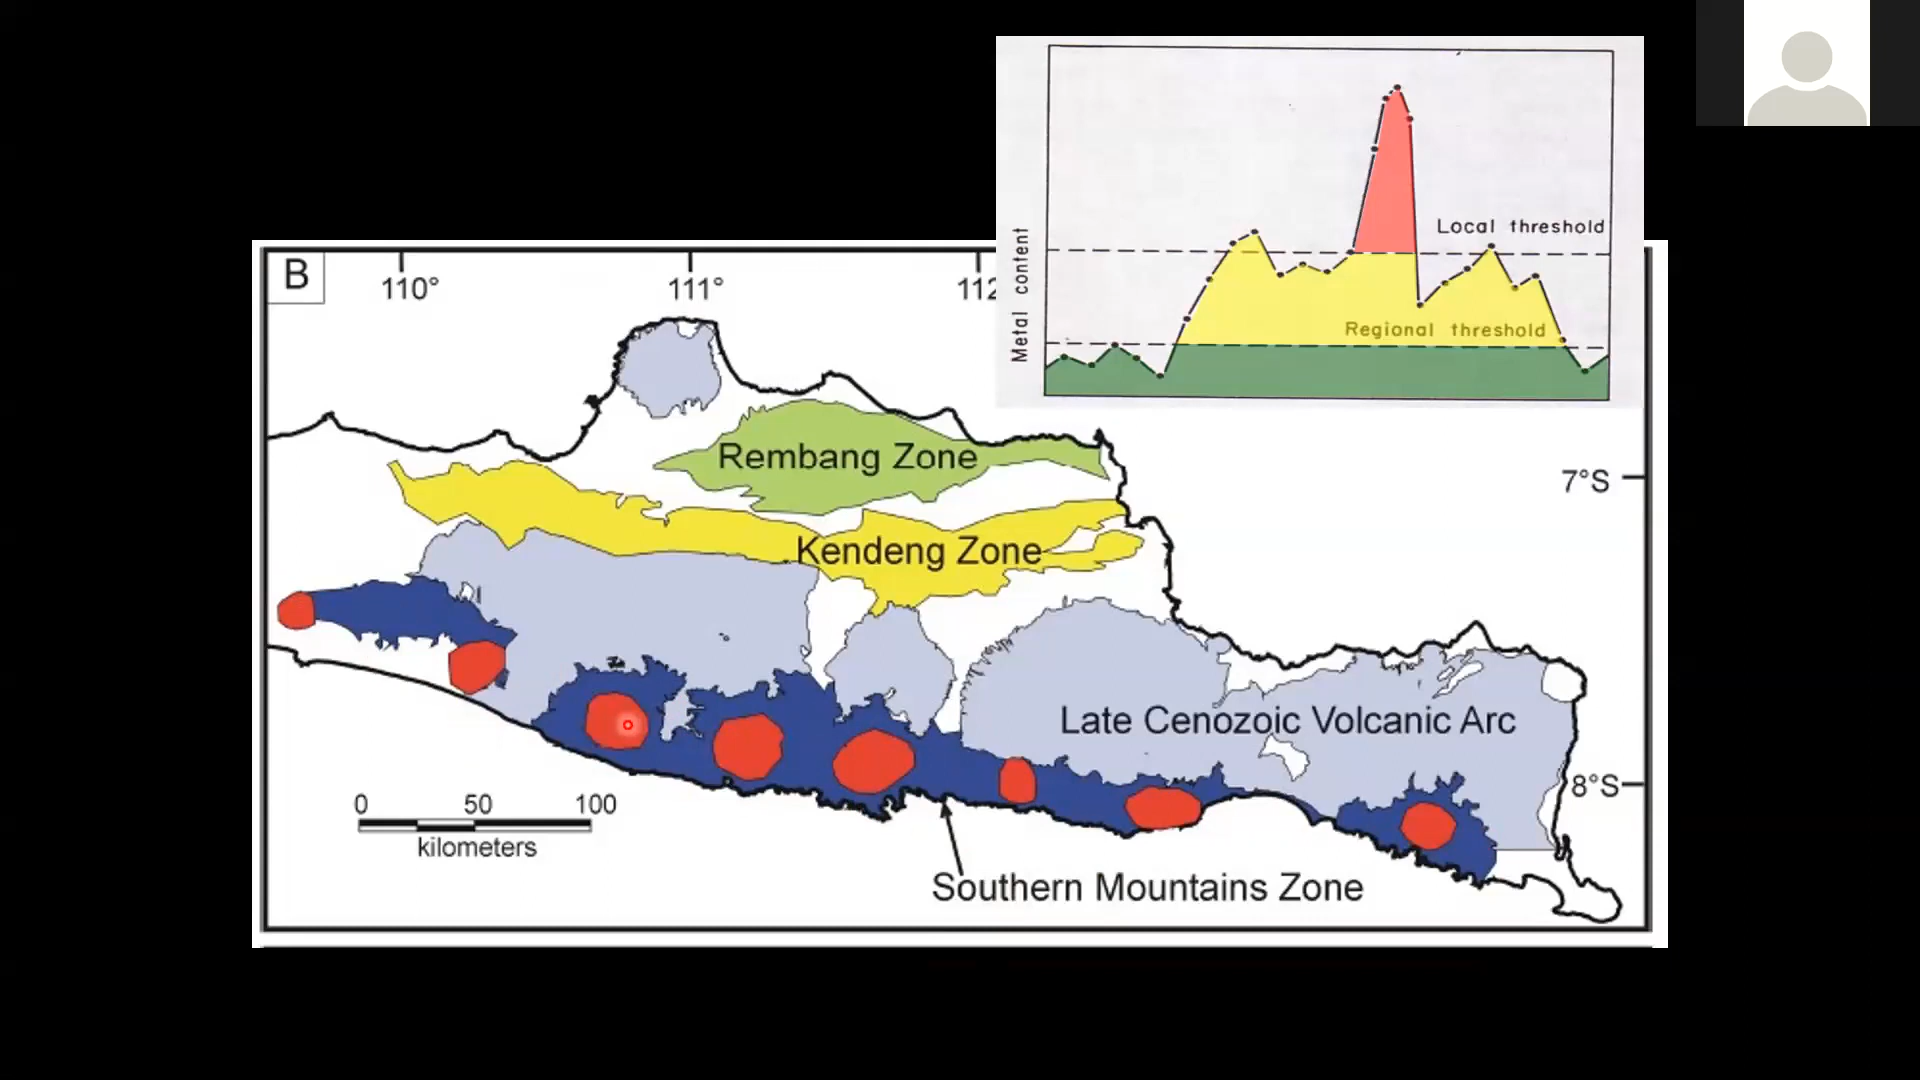 Metal content
Local threshold
Regional threshold
B
110°
111°
112
Rembang Zone
7°S
Kendeng Zone
Late Cenozoic Volcanic Arc
8°S
0 50 100
kilometers
Southern Mountains Zone